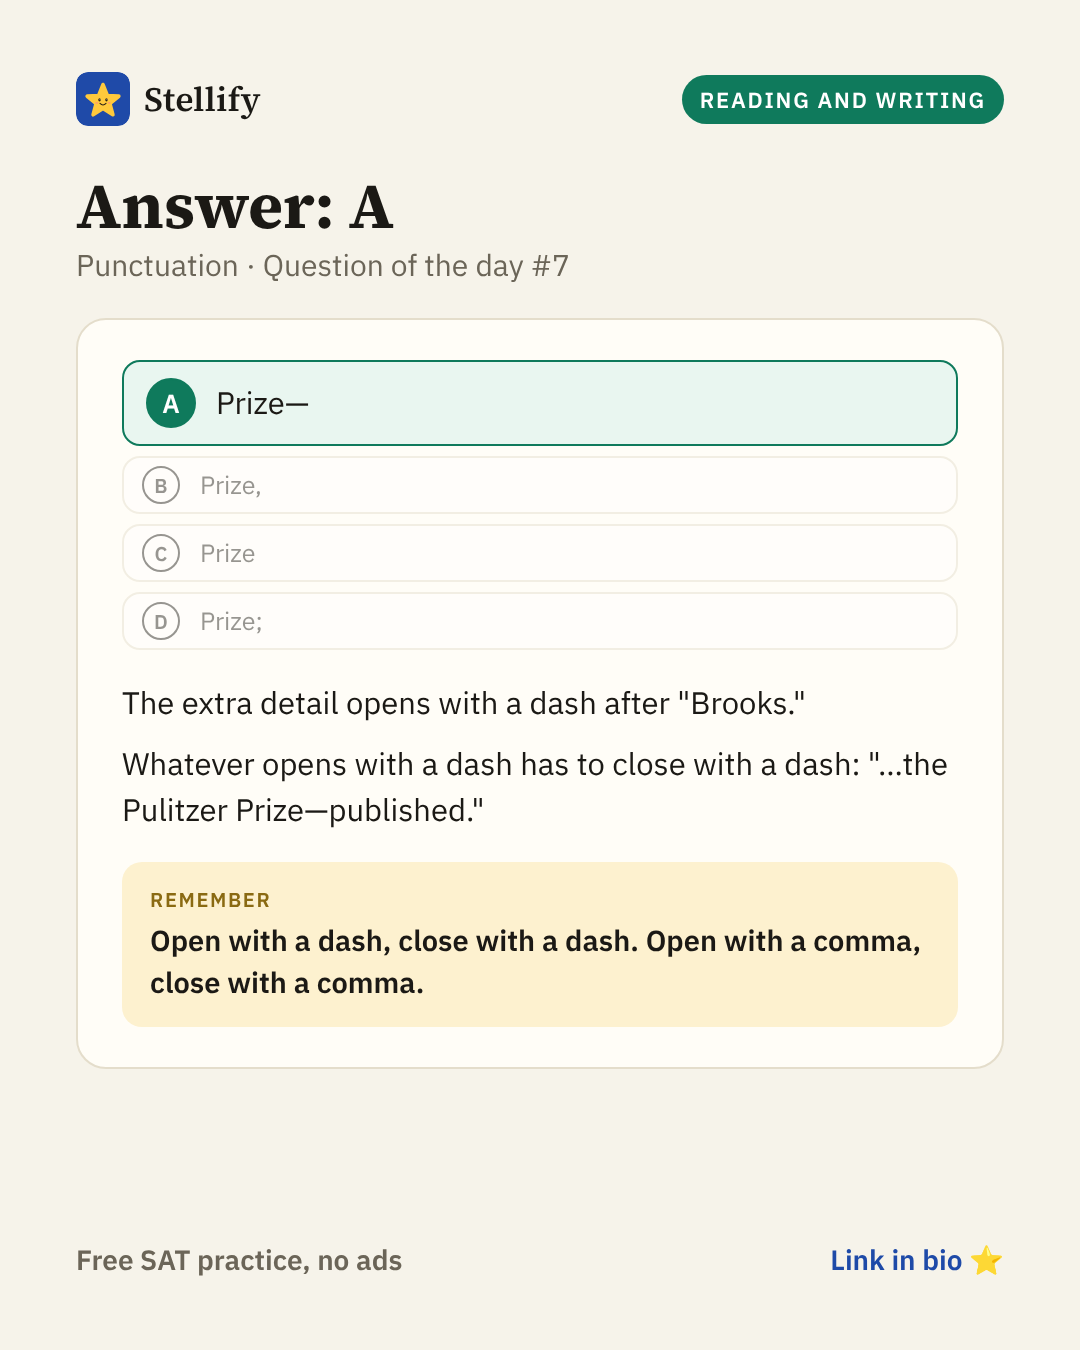 Stellify
READING AND WRITING
Answer: A
Punctuation · Question of the day #7
A Prize—
B Prize,
C Prize
D Prize;
The extra detail opens with a dash after "Brooks."
Whatever opens with a dash has to close with a dash: "...the
Pulitzer Prize—published."
REMEMBER
Open with a dash, close with a dash. Open with a comma,
close with a comma.
Free SAT practice, no ads
Link in bio ⭐